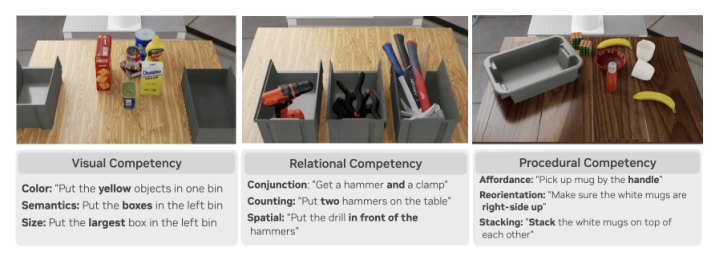 Visual Competency
Color: "Put the yellow objects in one bin
Semantics: Put the boxes in the left bin
Size: Put the largest box in the left bin
Relational Competency
Conjunction: "Get a hammer and a clamp"
Counting: "Put two hammers on the table"
Spatial: "Put the drill in front of the
hammers"
Procedural Competency
Affordance: "Pick up mug by the handle"
Reorientation: "Make sure the white mugs are
right-side up"
Stacking: "Stack the white mugs on top of
each other"